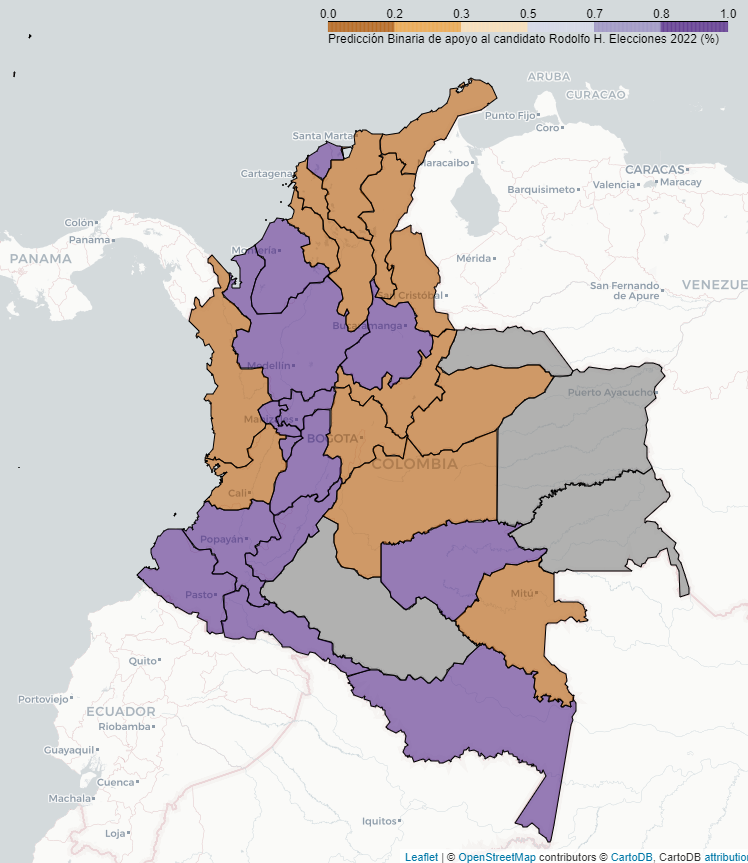 0.0 0.2 0.3 0.5 0.7 0.8 1.0
Predicción Binaria de apoyo al candidato Rodolfo H. Elecciones 2022 (%)
ARUBA
CURACAO
Punto Fijo
Coro
Santa Marta
Maracaibo
CARACAS
Cartagena
Valencia
Maracay
Barquisimeto
Colón
Panama
PANAMA
Montería
Mérida
San Fernando
de Apure
VENEZUE
San Cristóbal
Bucaramanga
Medellín
Puerto Ayacucho
Manizales
BOGOTA
COLOMBIA
Cali
Popayán
Pasto
Mitú
Quito
Portoviejo
ECUADOR
Riobamba
Guayaquil
Cuenca
Machala
Iquitos
Loja
Leaflet | © OpenStreetMap contributors © CartoDB, CartoDB attributio